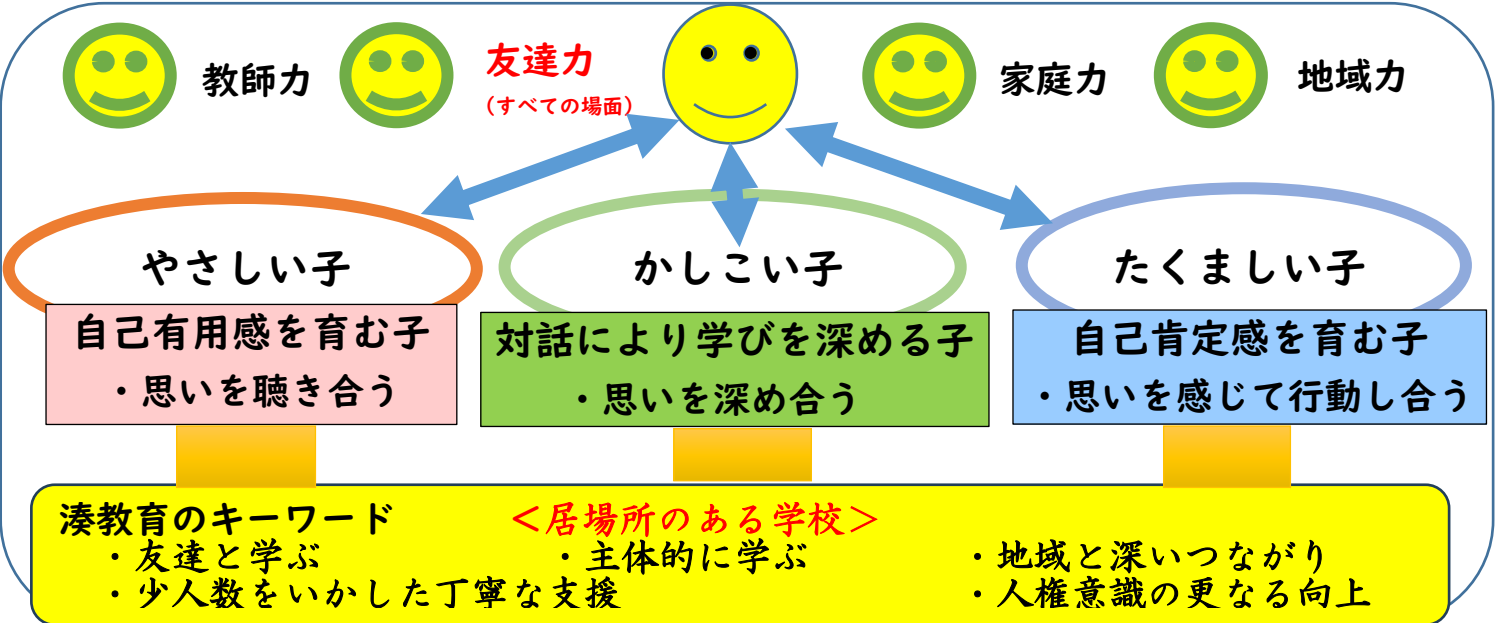 教師力
友達力
(すべての場面)
家庭力
地域力
やさしい子
かしこい子
たくましい子
自己有用感を育む子
・思いを聴き合う
対話により学びを深める子
・思いを深め合う
自己肯定感を育む子
・思いを感じて行動し合う
湊教育のキーワード <居場所のある学校>
・友達と学ぶ ・主体的に学ぶ ・地域と深いつながり
・少人数をいかした丁寧な支援 ・人権意識の更なる向上